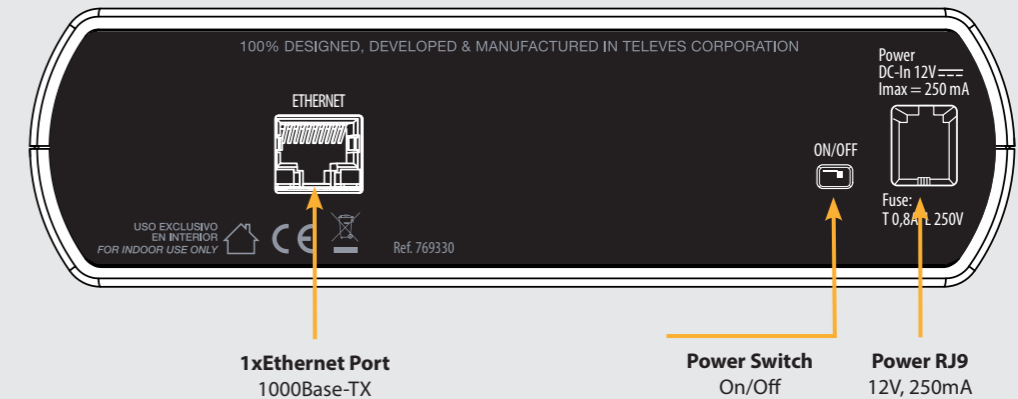 100% DESIGNED, DEVELOPED & MANUFACTURED IN TELEVES CORPORATION
Power
DC-In 12V
Imax = 250 mA
ETHERNET
ON/OFF
Fuse:
T 0,8A L 250V
USO EXCLUSIVO
EN INTERIOR
FOR INDOOR USE ONLY
CE
Ref. 769330
1xEthernet Port
1000Base-TX
Power Switch
On/Off
Power RJ9
12V, 250mA